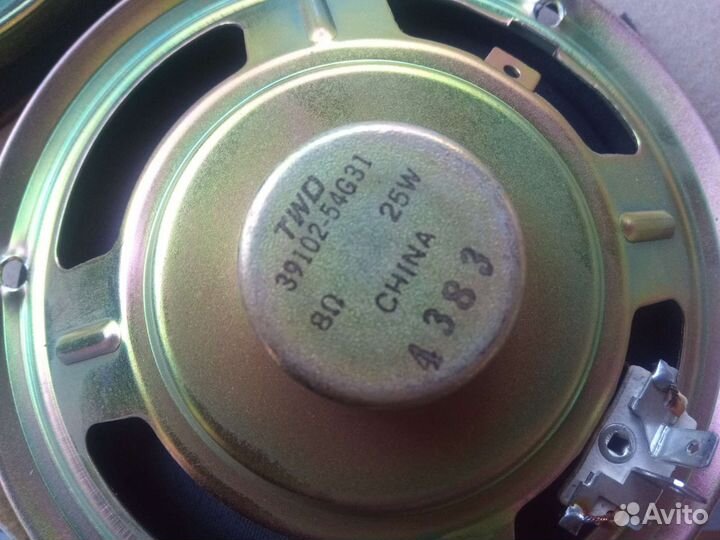 TWD
39102-54G31
8Ω 25W
CHINA
4383
Avito